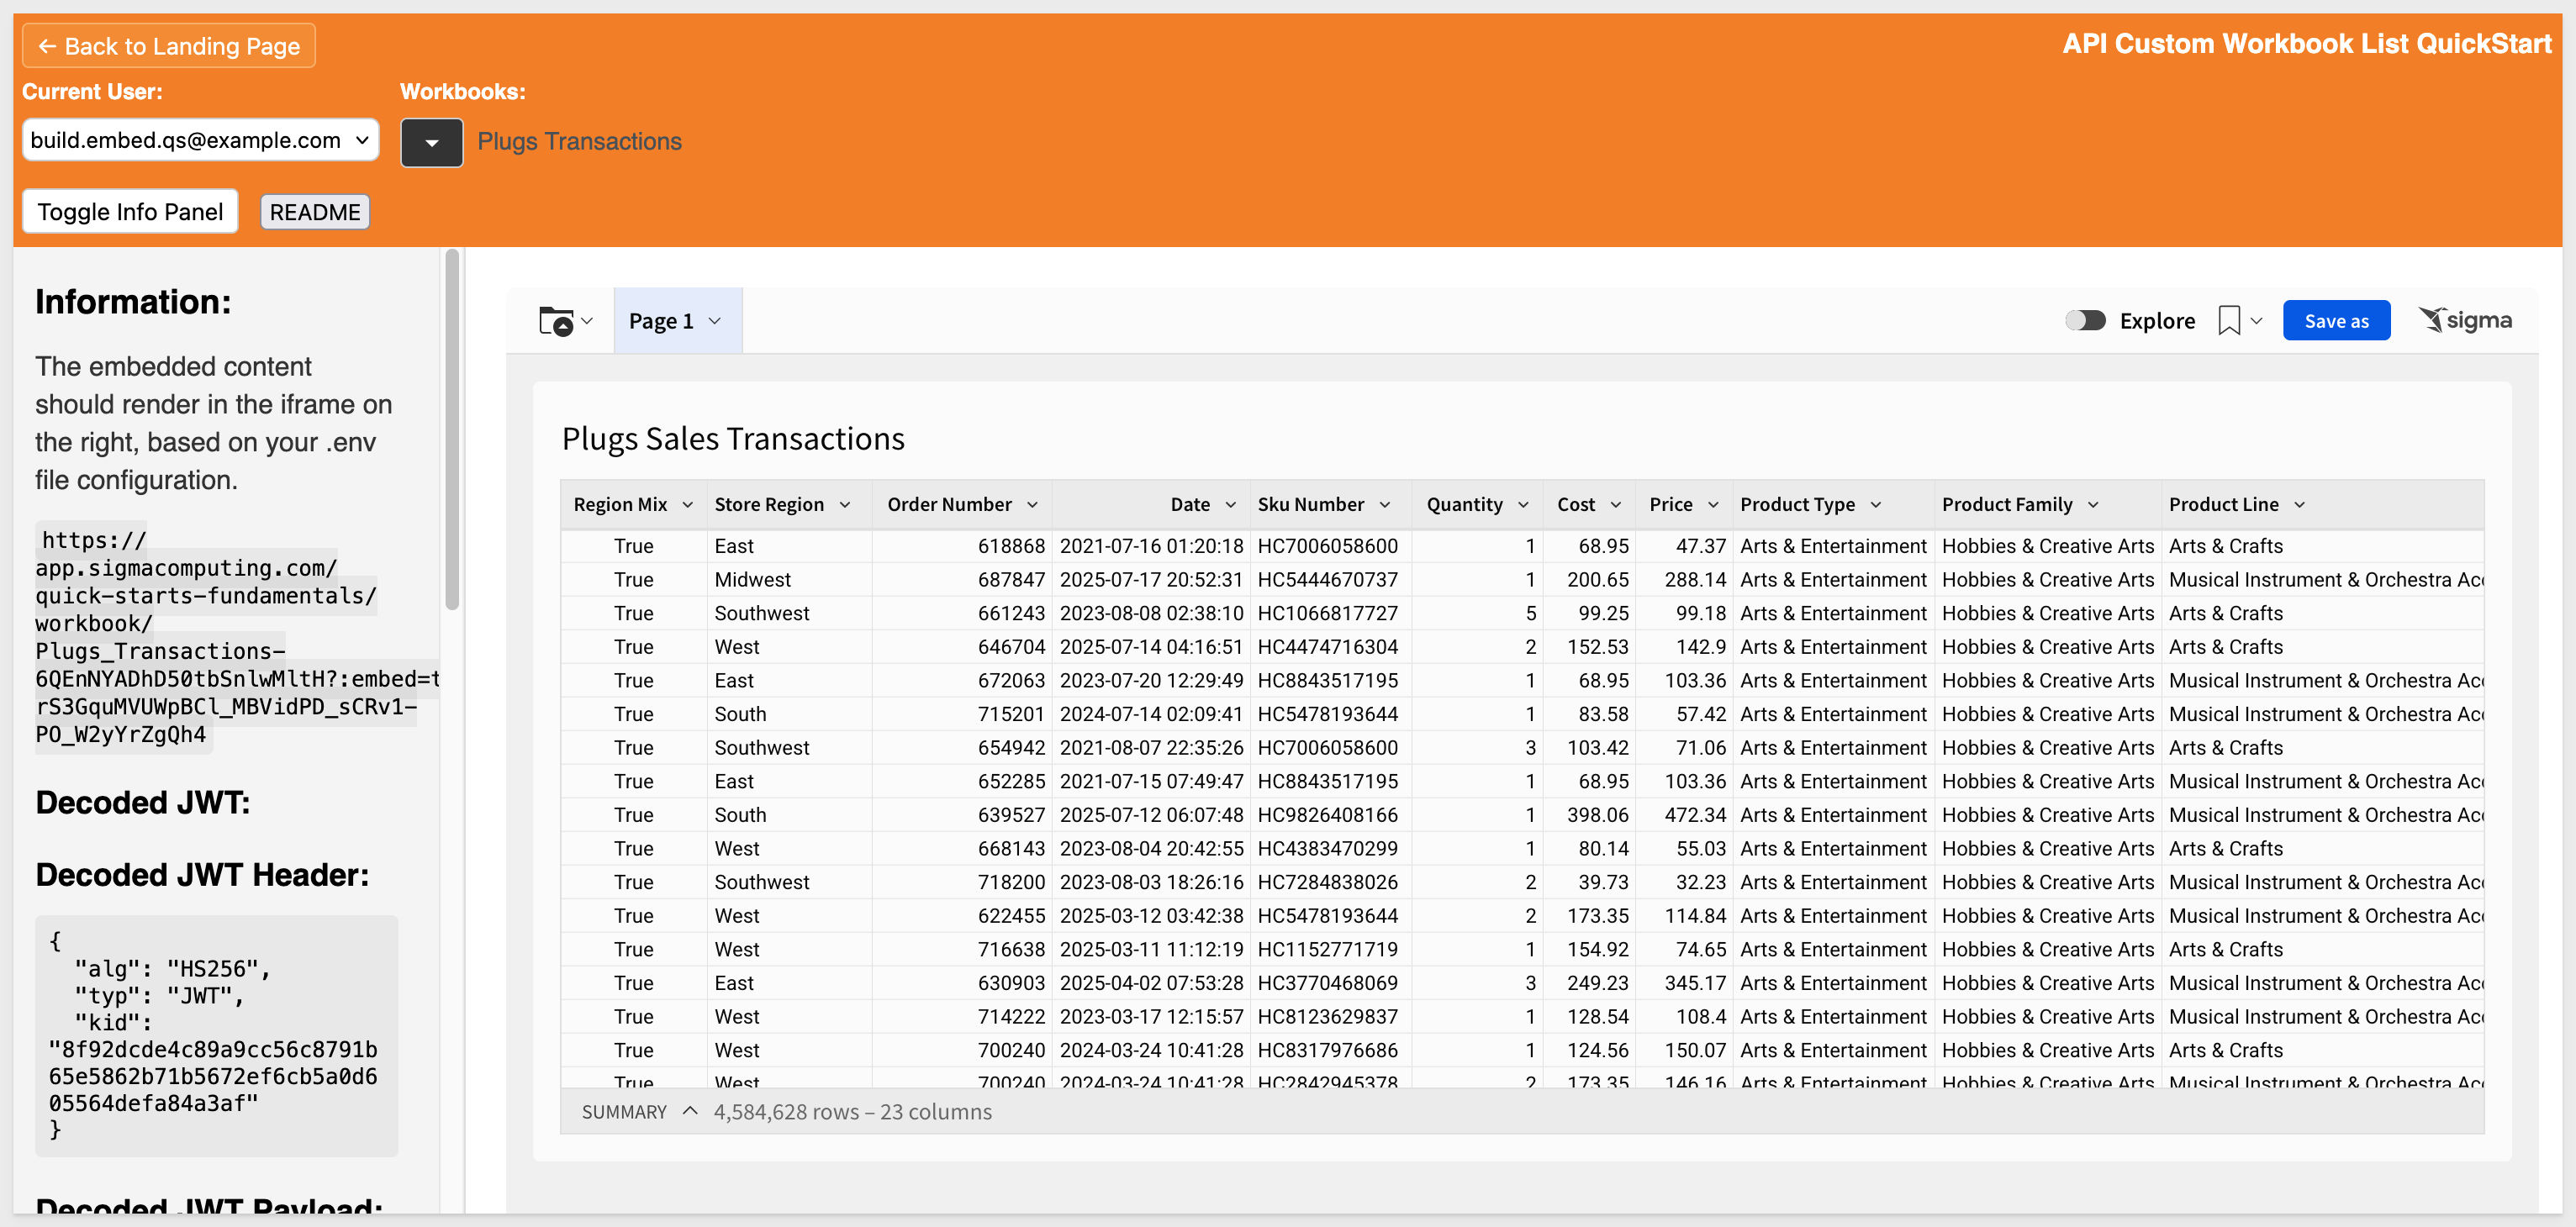 ← Back to Landing Page
API Custom Workbook List QuickStart
Current User:
Workbooks:
build.embed.qs@example.com
Plugs Transactions
Toggle Info Panel
README
Information:
The embedded content
should render in the iframe on
the right, based on your .env
file configuration.
https://
app.sigmacomputing.com/
quick-starts-fundamentals/
workbook/
Plugs_Transactions-
6QEnNYADhD50tbSnlwMltH?:embed=t
rS3GquMVUWpBCl_MBVidPD_sCRv1-
PO_W2yYrZgQh4
Decoded JWT:
Decoded JWT Header:
{
"alg": "HS256",
"typ": "JWT",
"kid":
"8f92dcde4c89a9cc56c8791b
65e5862b71b5672ef6cb5a0d6
05564defa84a3af"
}
Decoded JWT Payload:
Page 1
Explore
Save as
sigma
Plugs Sales Transactions
Region Mix Store Region Order Number Date Sku Number Quantity Cost Price Product Type Product Family Product Line
True East 618868 2021-07-16 01:20:18 HC7006058600 1 68.95 47.37 Arts & Entertainment Hobbies & Creative Arts Arts & Crafts
True Midwest 687847 2025-07-17 20:52:31 HC5444670737 1 200.65 288.14 Arts & Entertainment Hobbies & Creative Arts Musical Instrument & Orchestra Acc
True Southwest 661243 2023-08-08 02:38:10 HC1066817727 5 99.25 99.18 Arts & Entertainment Hobbies & Creative Arts Arts & Crafts
True West 646704 2025-07-14 04:16:51 HC4474716304 2 152.53 142.9 Arts & Entertainment Hobbies & Creative Arts Arts & Crafts
True East 672063 2023-07-20 12:29:49 HC8843517195 1 68.95 103.36 Arts & Entertainment Hobbies & Creative Arts Musical Instrument & Orchestra Acc
True South 715201 2024-07-14 02:09:41 HC5478193644 1 83.58 57.42 Arts & Entertainment Hobbies & Creative Arts Musical Instrument & Orchestra Acc
True Southwest 654942 2021-08-07 22:35:26 HC7006058600 3 103.42 71.06 Arts & Entertainment Hobbies & Creative Arts Arts & Crafts
True East 652285 2021-07-15 07:49:47 HC8843517195 1 68.95 103.36 Arts & Entertainment Hobbies & Creative Arts Musical Instrument & Orchestra Acc
True South 639527 2025-07-12 06:07:48 HC9826408166 1 398.06 472.34 Arts & Entertainment Hobbies & Creative Arts Musical Instrument & Orchestra Acc
True West 668143 2023-08-04 20:42:55 HC4383470299 1 80.14 55.03 Arts & Entertainment Hobbies & Creative Arts Arts & Crafts
True Southwest 718200 2023-08-03 18:26:16 HC7284838026 2 39.73 32.23 Arts & Entertainment Hobbies & Creative Arts Musical Instrument & Orchestra Acc
True West 622455 2025-03-12 03:42:38 HC5478193644 2 173.35 114.84 Arts & Entertainment Hobbies & Creative Arts Musical Instrument & Orchestra Acc
True West 716638 2025-03-11 11:12:19 HC1152771719 1 154.92 74.65 Arts & Entertainment Hobbies & Creative Arts Arts & Crafts
True East 630903 2025-04-02 07:53:28 HC3770468069 3 249.23 345.17 Arts & Entertainment Hobbies & Creative Arts Musical Instrument & Orchestra Acc
True West 714222 2023-03-17 12:15:57 HC8123629837 1 128.54 108.4 Arts & Entertainment Hobbies & Creative Arts Musical Instrument & Orchestra Acc
True West 700240 2024-03-24 10:41:28 HC8317976686 1 124.56 150.07 Arts & Entertainment Hobbies & Creative Arts Arts & Crafts
True West 700240 2024-03-24 10:41:28 HC2842945378 2 173.35 146.16 Arts & Entertainment Hobbies & Creative Arts Musical Instrument & Orchestra Acc
SUMMARY 4,584,628 rows – 23 columns